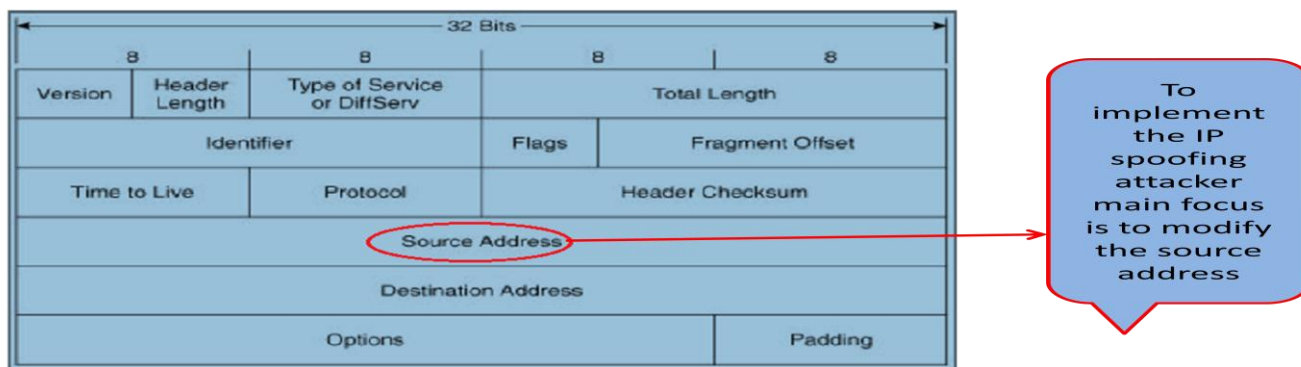 32 Bits
8 8 8 8
Version Header Length Type of Service or DiffServ Total Length
Identifier Flags Fragment Offset
Time to Live Protocol Header Checksum
Source Address
Destination Address
Options Padding
To
implement
the IP
spoofing
attacker
main focus
is to modify
the source
address